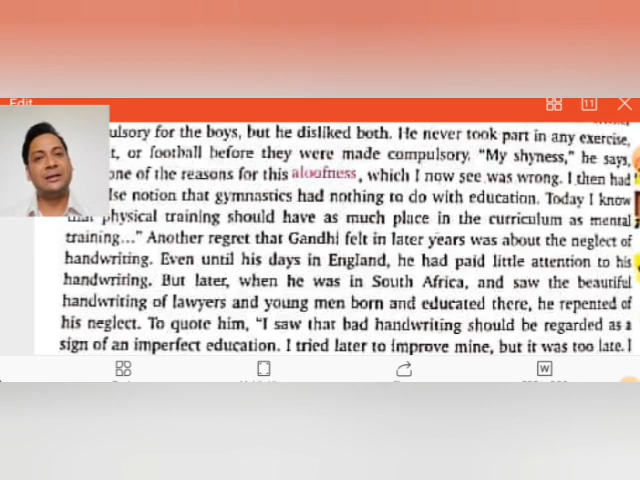 Edit
11
ulsory for the boys, but he disliked both. He never took part in any exercise,
t, or football before they were made compulsory. "My shyness," he says,
one of the reasons for this aloofness, which I now see was wrong. I then had
lse notion that gymnastics had nothing to do with education. Today I know
that physical training should have as much place in the curriculum as mental
training..." Another regret that Gandhi felt in later years was about the neglect of
handwriting. Even until his days in England, he had paid little attention to his
handwriring. But later, when he was in South Africa, and saw the beautiful
handwriting of lawyers and young men born and educated there, he repented of
his neglect. To quote him, "I saw that bad handwriting should be regarded as a
sign of an imperfect education. I tried later to improve mine, but it was too late. I
W